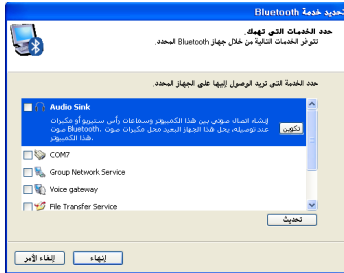 تحديد خدمة Bluetooth
حدد الخدمات التي تهمك.
تتوفر الخدمات التالية من خلال جهاز Bluetooth المحدد.
حدد الخدمة التي تريد الوصول إليها على الجهاز المحدد.
Audio Sink
إنشاء اتصال صوتي بين هذا الكمبيوتر وسماعات رأس ستيريو أو مكبرات
صوت Bluetooth. عند توصيله، يحل هذا الجهاز البعيد محل مكبرات صوت
هذا الكمبيوتر.
تكوين
COM7
Group Network Service
Voice gateway
File Transfer Service
تحديث
إنهاء
إلغاء الأمر